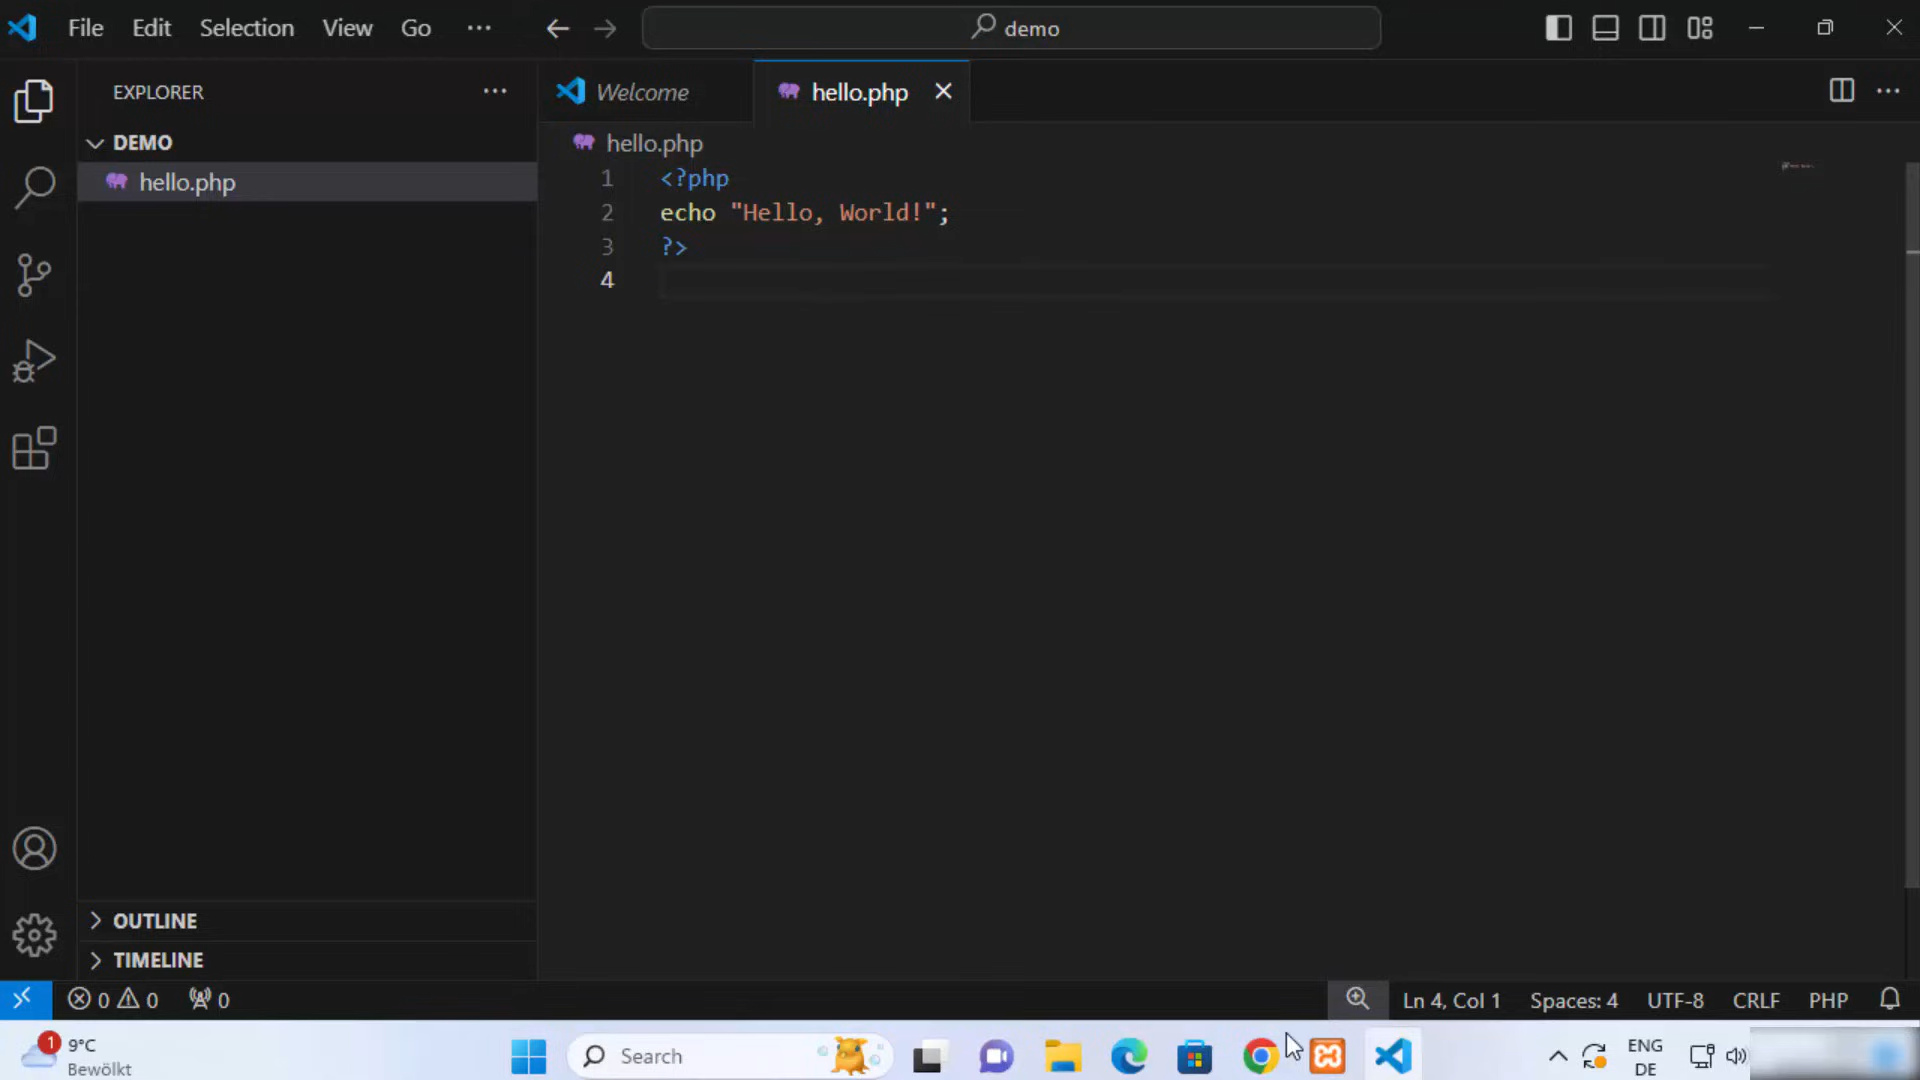 File Edit Selection View Go ···
demo
EXPLORER
Welcome
hello.php
DEMO
hello.php
hello.php
1 <?php
2 echo "Hello, World!";
3 ?>
4
OUTLINE
TIMELINE
0 0 0
Ln 4, Col 1 Spaces: 4 UTF-8 CRLF PHP
1
9°C
Bewölkt
Search
ENG
DE